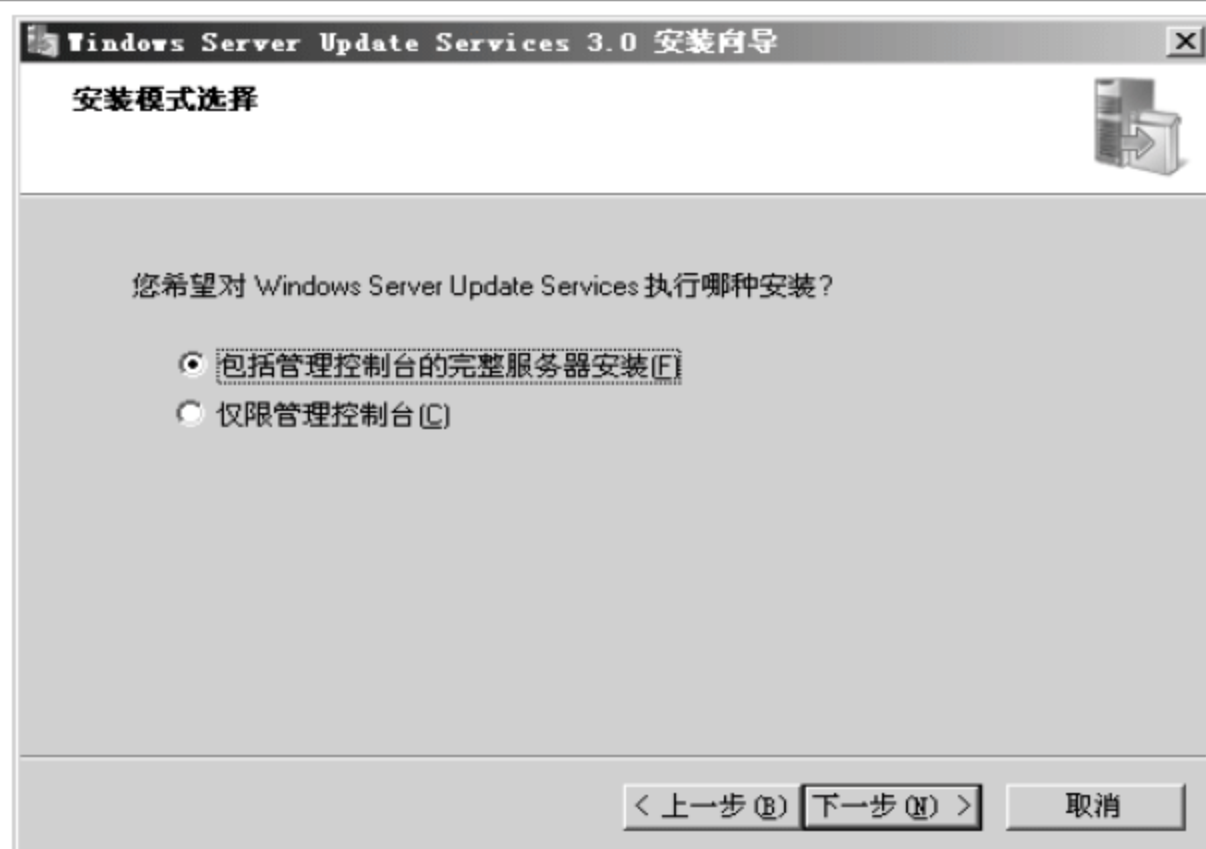 Windows Server Update Services 3.0 安装向导
安装模式选择
您希望对 Windows Server Update Services 执行哪种安装?
包括管理控制台的完整服务器安装(F)
仅限管理控制台(C)
< 上一步(B) 下一步(N) > 取消